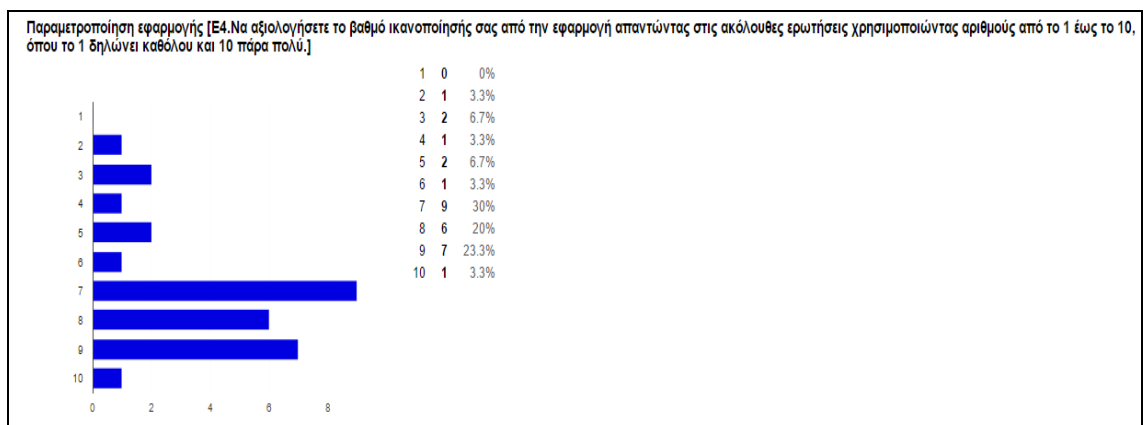 Παραμετροποίηση εφαρμογής [Ε4.Να αξιολογήσετε το βαθμό ικανοποίησής σας από την εφαρμογή απαντώντας στις ακόλουθες ερωτήσεις χρησιμοποιώντας αριθμούς από το 1 έως το 10,
όπου το 1 δηλώνει καθόλου και 10 πάρα πολύ.]
1 0 0%
2 1 3.3%
3 2 6.7%
4 1 3.3%
5 2 6.7%
6 1 3.3%
7 9 30%
8 6 20%
9 7 23.3%
10 1 3.3%
1
2
3
4
5
6
7
8
9
10
0 2 4 6 8